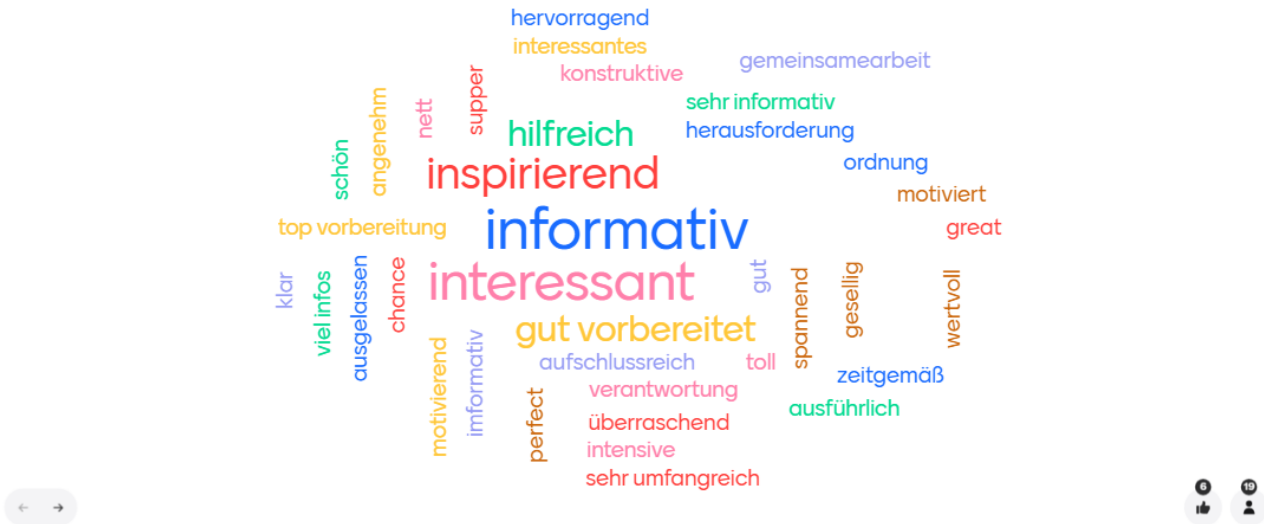 hervorragend
interessantes
konstruktive
gemeinsamearbeit
supper
nett
angenehm
schön
sehr informativ
hilfreich
herausforderung
inspirierend
ordnung
motiviert
top vorbereitung
informativ
great
klar
viel infos
ausgelassen
chance
interessant
gut
spannend
gesellig
wertvoll
gut vorbereitet
motivierend
imformativ
aufschlussreich
toll
zeitgemäß
perfect
verantwortung
ausführlich
überraschend
intensive
sehr umfangreich
6
19